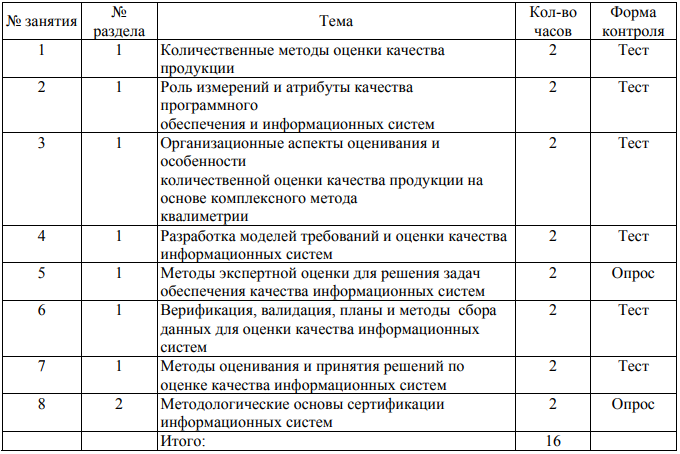 № занятия № раздела Тема Кол-во часов Форма контроля
1 1 Количественные методы оценки качества 2 Тест
продукции
2 1 Роль измерений и атрибуты качества 2 Тест
программного
обеспечения и информационных систем
3 1 Организационные аспекты оценивания и 2 Тест
особенности
количественной оценки качества продукции на
основе комплексного метода
квалиметрии
4 1 Разработка моделей требований и оценки качества 2 Тест
информационных систем
5 1 Методы экспертной оценки для решения задач 2 Опрос
обеспечения качества информационных систем
6 1 Верификация, валидация, планы и методы сбора 2 Тест
данных для оценки качества информационных
систем
7 1 Методы оценивания и принятия решений по 2 Тест
оценке качества информационных систем
8 2 Методологические основы сертификации 2 Опрос
информационных систем
Итого: 16